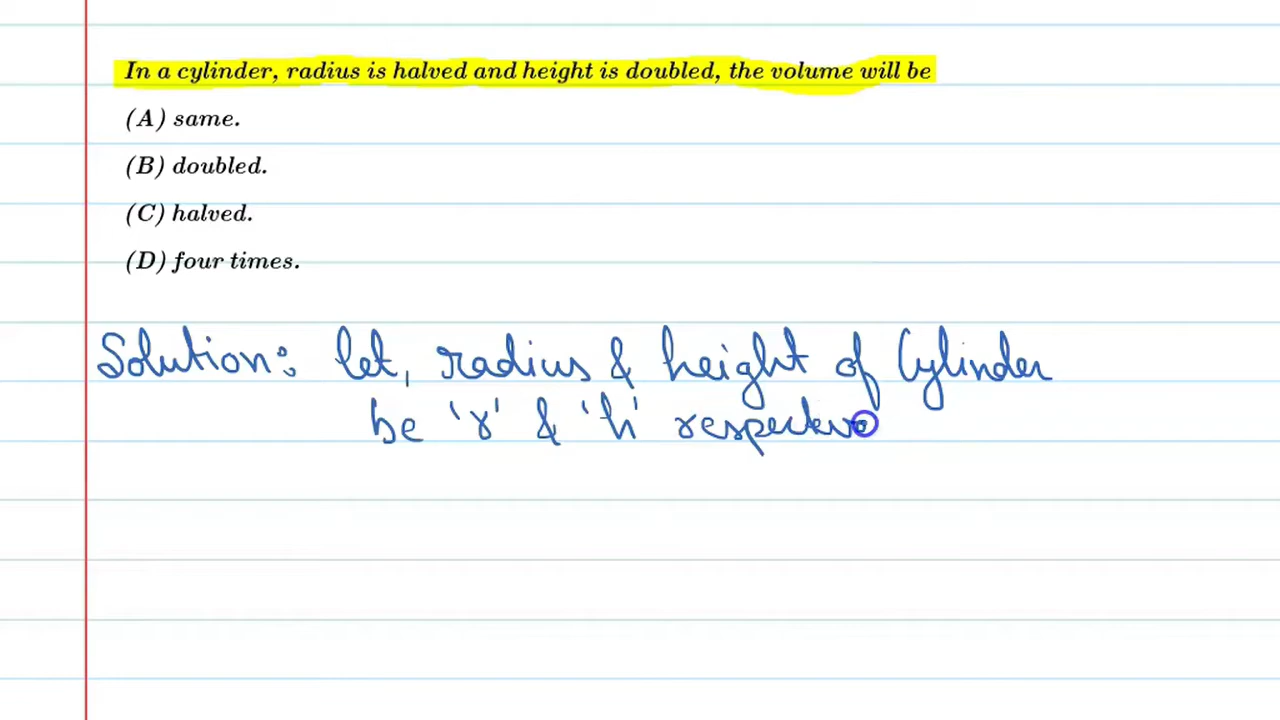 In a cylinder, radius is halved and height is doubled, the volume will be
(A) same.
(B) doubled.
(C) halved.
(D) four times.
Solution: let, radius & height of Cylinder
be 'r' & 'h' respective